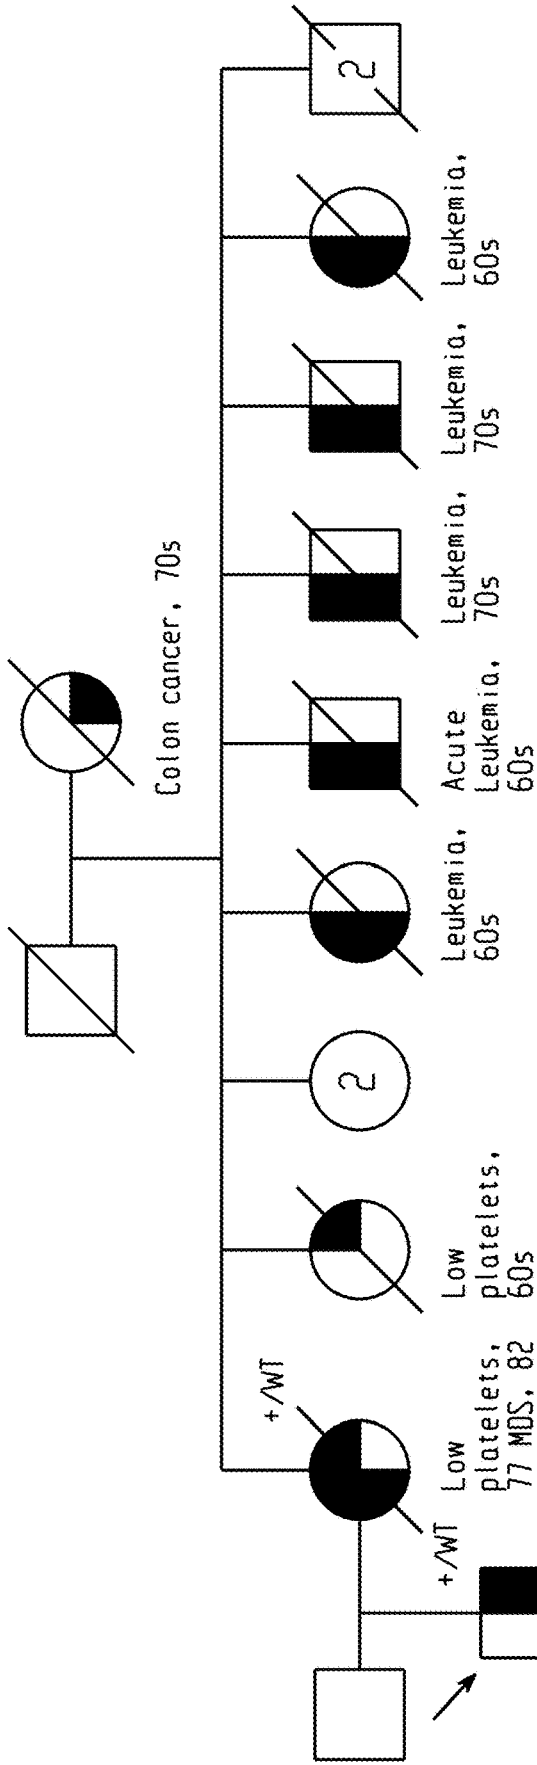 Colon cancer, 70s
+/WT
Low
platelets,
77 MDS, 82
Low
platelets,
60s
2
Leukemia,
60s
Acute
Leukemia,
60s
Leukemia,
70s
Leukemia,
70s
Leukemia,
60s
2
+/WT